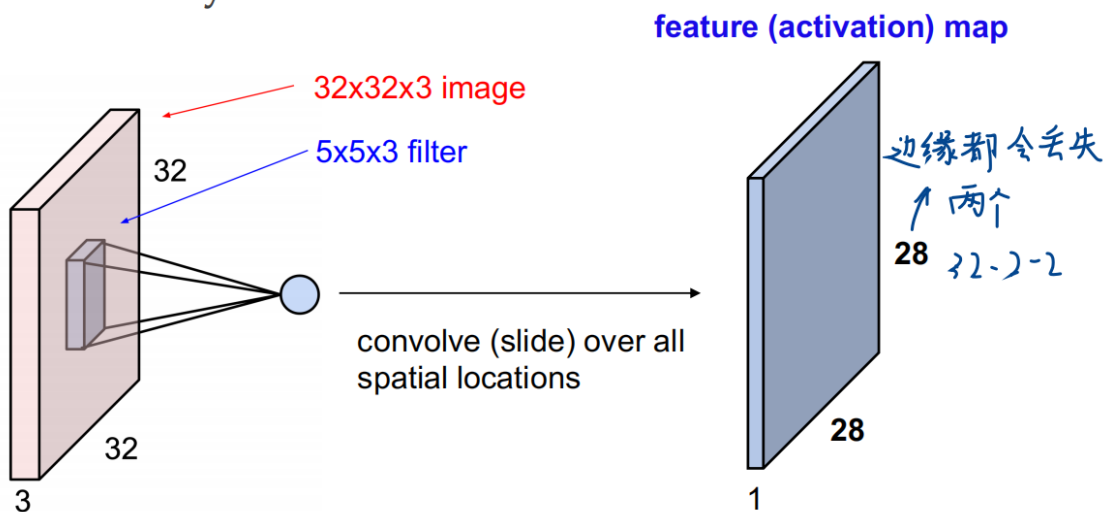 feature (activation) map
32x32x3 image
5x5x3 filter
32
32
3
convolve (slide) over all
spatial locations
边缘都会丢失
两个
28
32-2-2
28
1